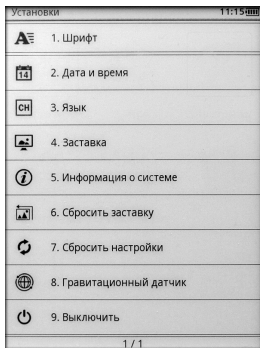 Установки 11:15
1. Шрифт
14
2. Дата и время
CH
3. Язык
4. Заставка
5. Информация о системе
6. Сбросить заставку
7. Сбросить настройки
8. Гравитационный датчик
9. Выключить
1 / 1